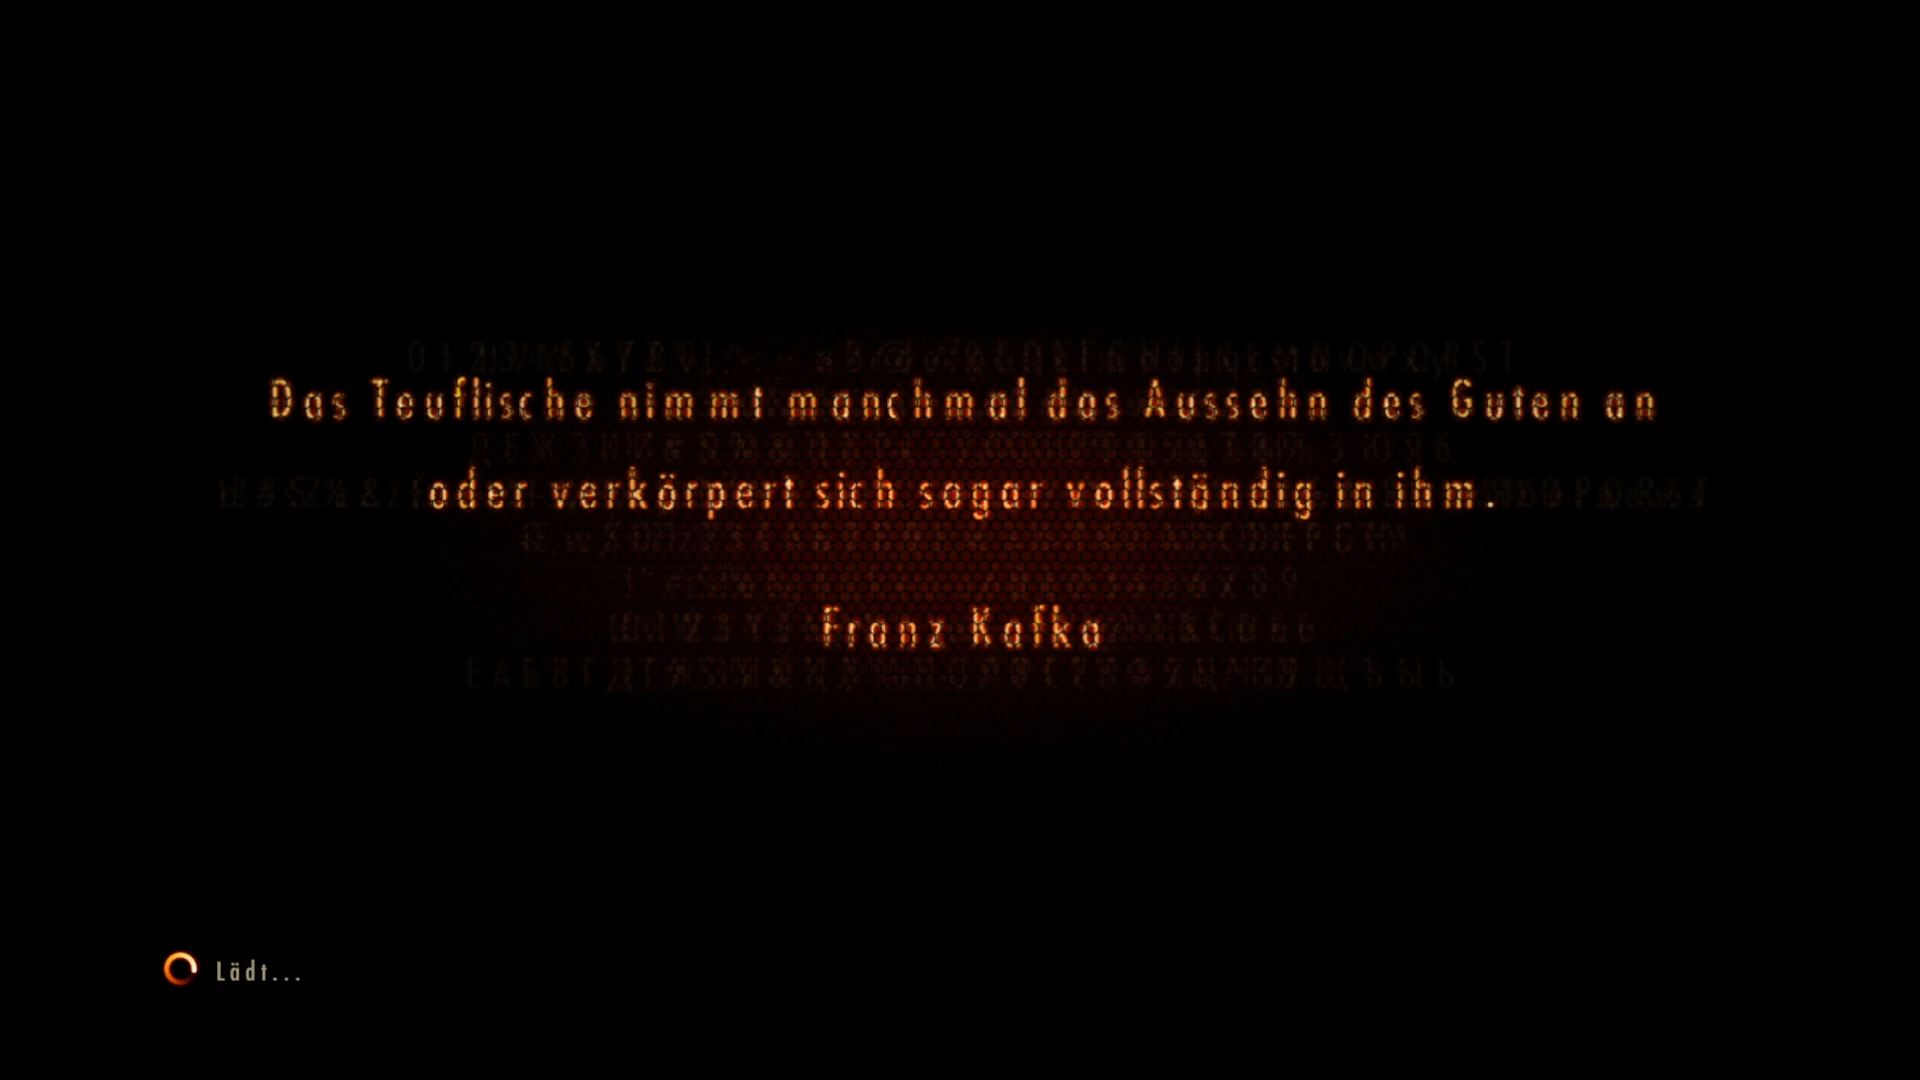 Das Teuflische nimmt manchmal das Aussehn des Guten an
oder verkörpert sich sogar vollständig in ihm.
Franz Kafka
Lädt...